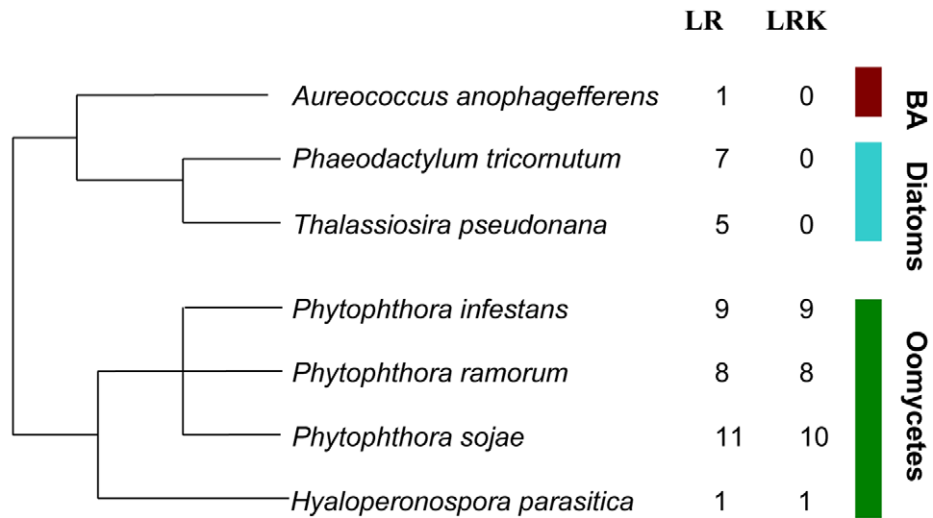 LR LRK
Aureococcus anophagefferens 1 0
Phaeodactylum tricornutum 7 0
Thalassiosira pseudonana 5 0
Phytophthora infestans 9 9
Phytophthora ramorum 8 8
Phytophthora sojae 11 10
Hyaloperonospora parasitica 1 1
BA
Diatoms
Oomycetes